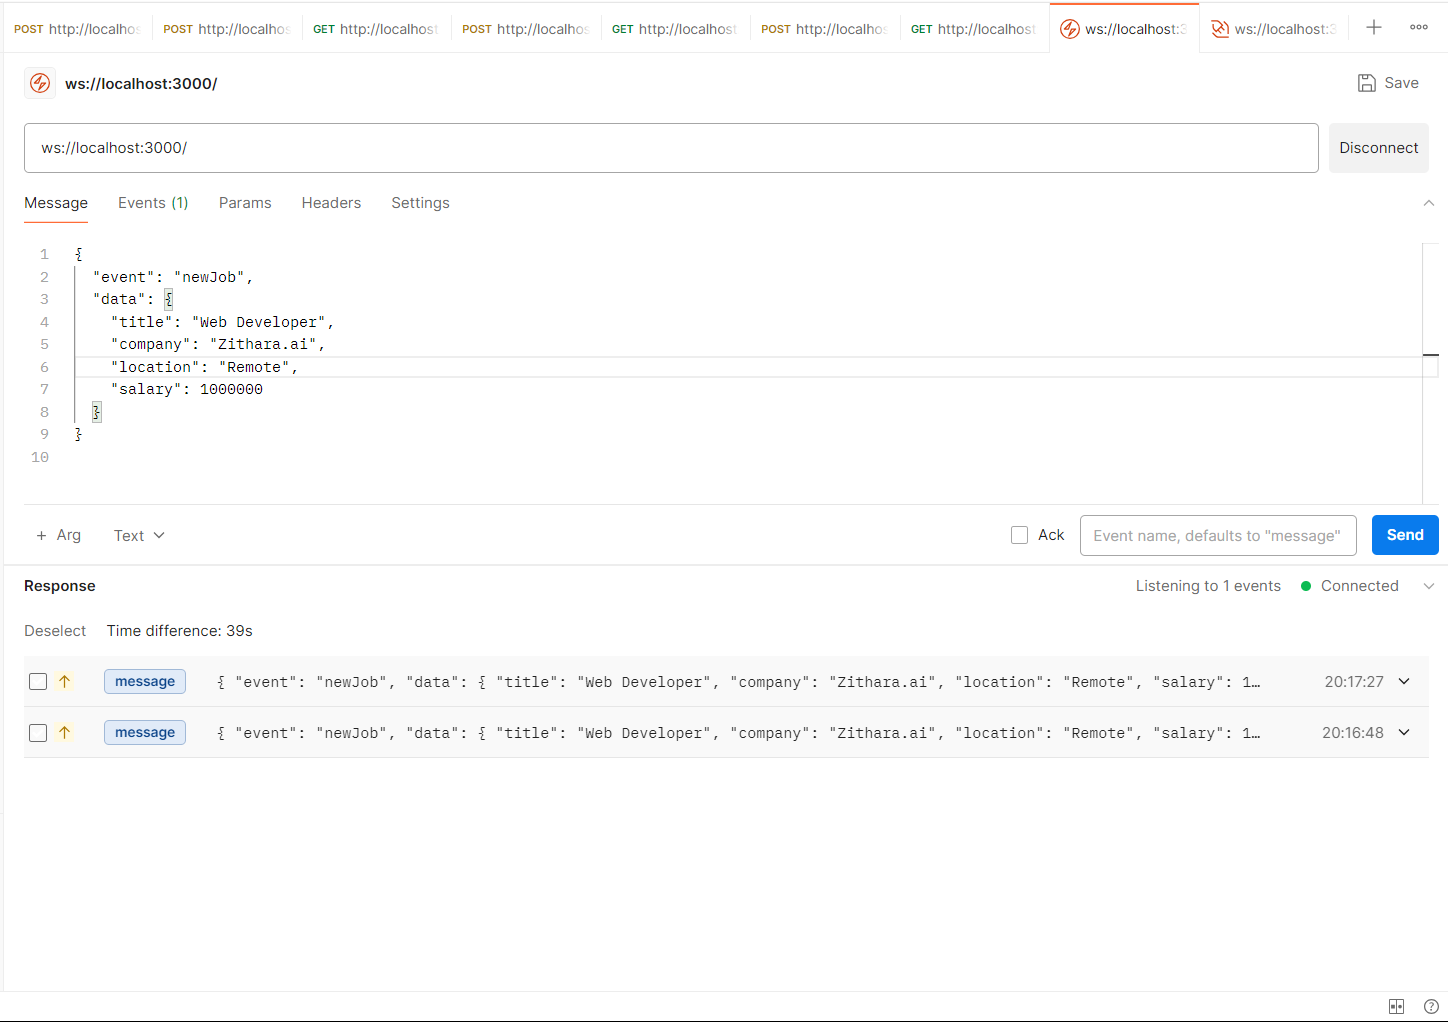 POST http://localhos
POST http://localhos
GET http://localhost
POST http://localhos
GET http://localhost
POST http://localhos
GET http://localhost
ws://localhost:3
ws://localhost:3
ws://localhost:3000/
Save
ws://localhost:3000/
Disconnect
Message
Events (1)
Params
Headers
Settings
1 {
2 "event": "newJob",
3 "data": {
4 "title": "Web Developer",
5 "company": "Zithara.ai",
6 "location": "Remote",
7 "salary": 1000000
8 }
9 }
10
+ Arg
Text
Ack
Event name, defaults to "message"
Send
Response
Listening to 1 events
Connected
Deselect
Time difference: 39s
message { "event": "newJob", "data": { "title": "Web Developer", "company": "Zithara.ai", "location": "Remote", "salary": 1… 20:17:27
message { "event": "newJob", "data": { "title": "Web Developer", "company": "Zithara.ai", "location": "Remote", "salary": 1… 20:16:48